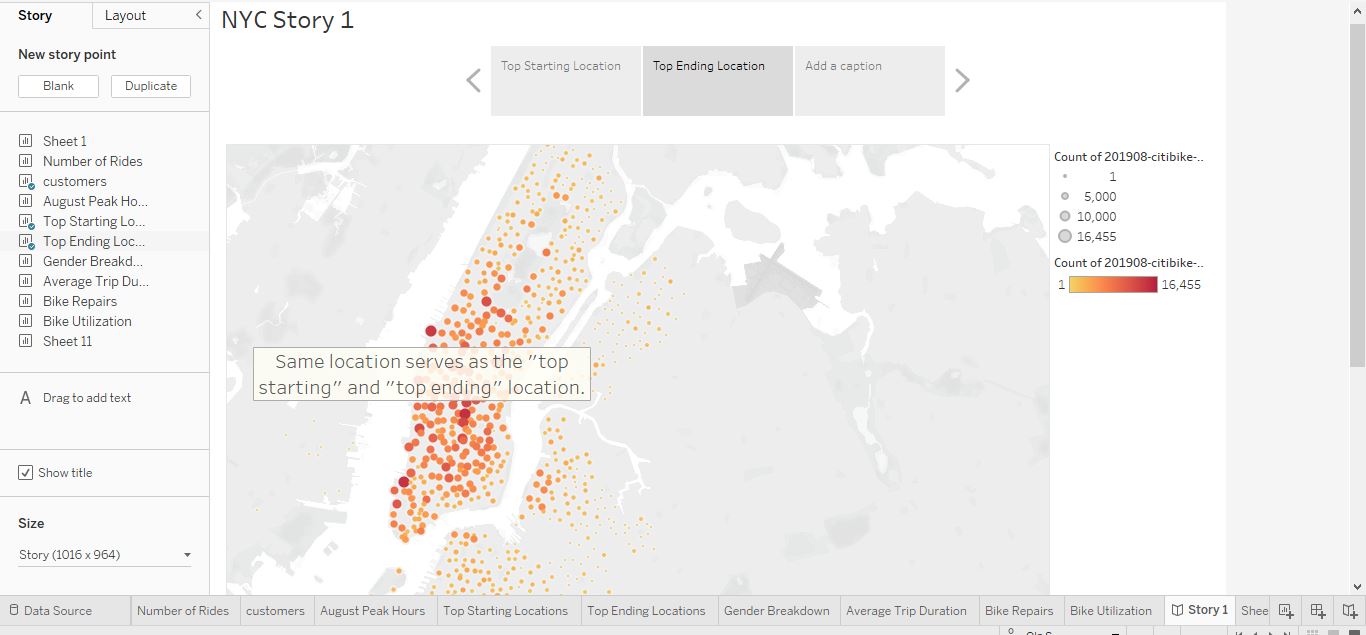 Story
Layout
NYC Story 1
New story point
Blank
Duplicate
Top Starting Location
Top Ending Location
Add a caption
Sheet 1
Number of Rides
customers
August Peak Ho...
Top Starting Lo...
Top Ending Loc...
Gender Breakd...
Average Trip Du...
Bike Repairs
Bike Utilization
Sheet 11
A Drag to add text
Show title
Size
Story (1016 x 964)
Same location serves as the "top
starting" and "top ending" location.
Count of 201908-citibike-..
1
5,000
10,000
16,455
Count of 201908-citibike-..
1 16,455
Data Source
Number of Rides
customers
August Peak Hours
Top Starting Locations
Top Ending Locations
Gender Breakdown
Average Trip Duration
Bike Repairs
Bike Utilization
Story 1
Shee